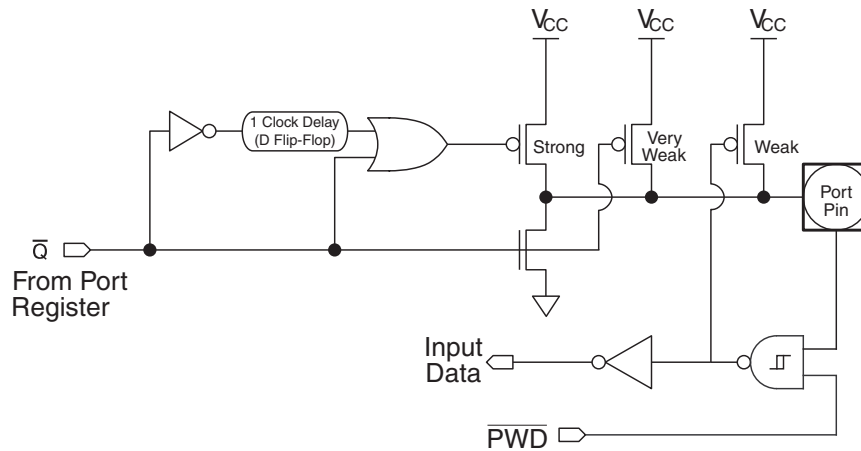 VCC
VCC
VCC
1 Clock Delay
(D Flip-Flop)
Strong
Very
Weak
Weak
Port
Pin
Q̅
From Port
Register
Input
Data
P̅W̅D̅